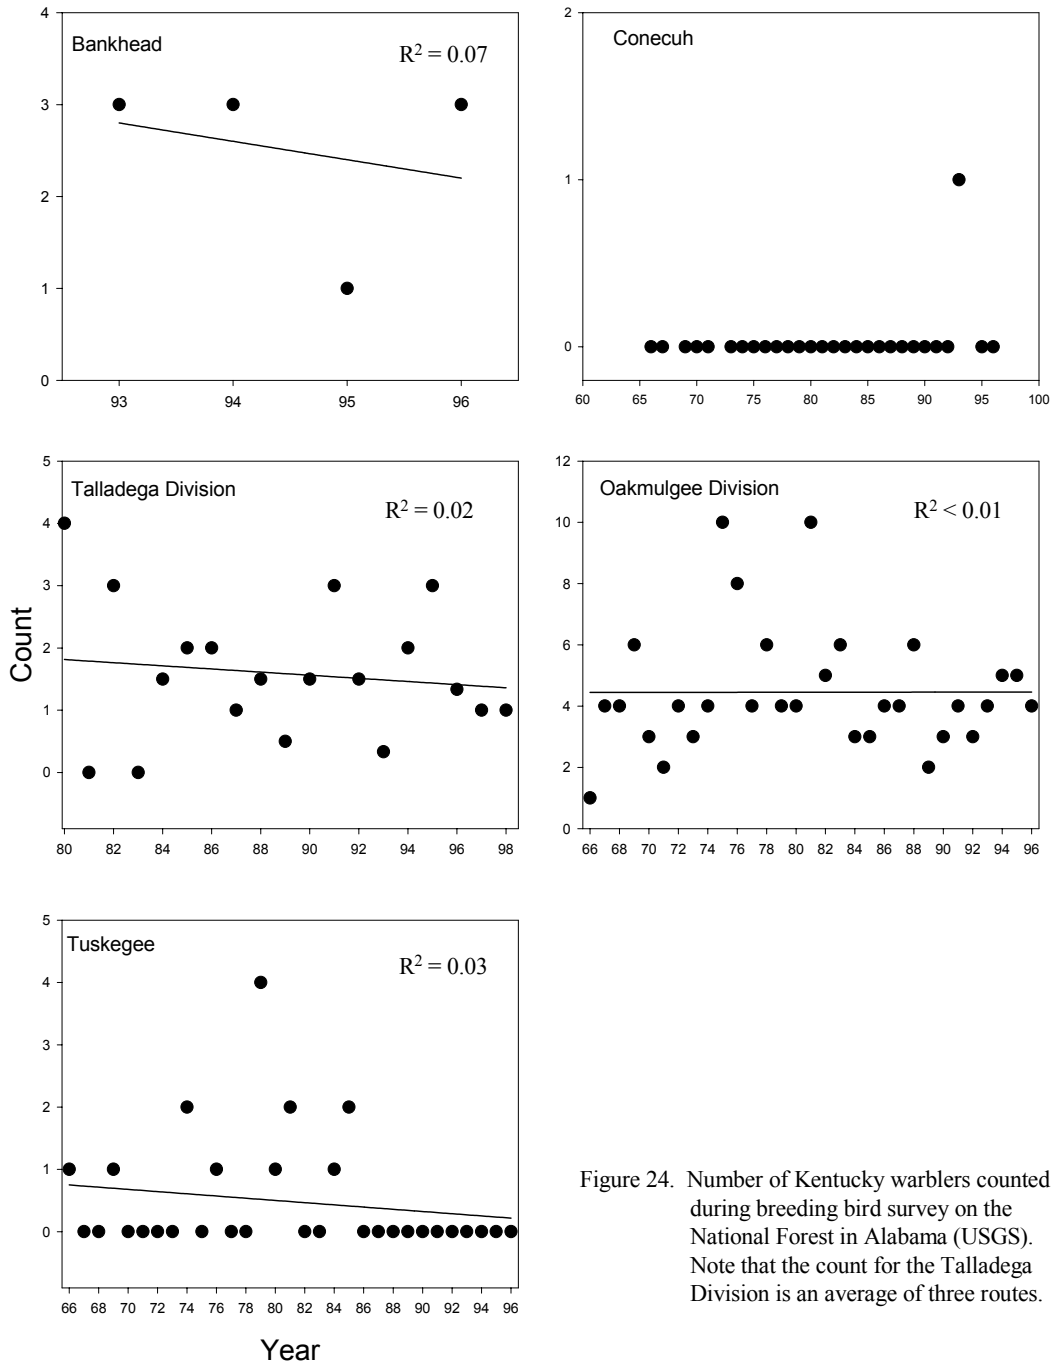 Bankhead
R² = 0.07
4
3
2
1
0
93 94 95 96
Conecuh
2
1
0
60 65 70 75 80 85 90 95 100
Count
Talladega Division
R² = 0.02
5
4
3
2
1
0
80 82 84 86 88 90 92 94 96 98
Oakmulgee Division
R² < 0.01
12
10
8
6
4
2
0
66 68 70 72 74 76 78 80 82 84 86 88 90 92 94 96
Tuskegee
R² = 0.03
5
4
3
2
1
0
66 68 70 72 74 76 78 80 82 84 86 88 90 92 94 96
Year
Figure 24. Number of Kentucky warblers counted
during breeding bird survey on the
National Forest in Alabama (USGS).
Note that the count for the Talladega
Division is an average of three routes.